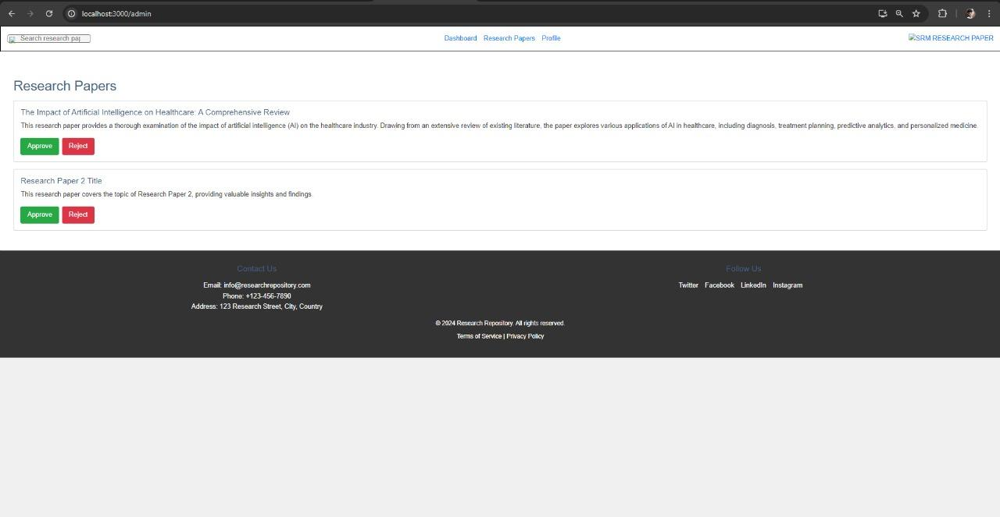 localhost:3000/admin
Search research pap
Dashboard Research Papers Profile
SRM RESEARCH PAPER
Research Papers
The Impact of Artificial Intelligence on Healthcare: A Comprehensive Review
This research paper provides a thorough examination of the impact of artificial intelligence (AI) on the healthcare industry. Drawing from an extensive review of existing literature, the paper explores various applications of AI in healthcare, including diagnosis, treatment planning, predictive analytics, and personalized medicine.
Approve Reject
Research Paper 2 Title
This research paper covers the topic of Research Paper 2, providing valuable insights and findings.
Approve Reject
Contact Us
Email: info@researchrepository.com
Phone: +123-456-7890
Address: 123 Research Street, City, Country
Follow Us
Twitter Facebook LinkedIn Instagram
© 2024 Research Repository. All rights reserved.
Terms of Service | Privacy Policy